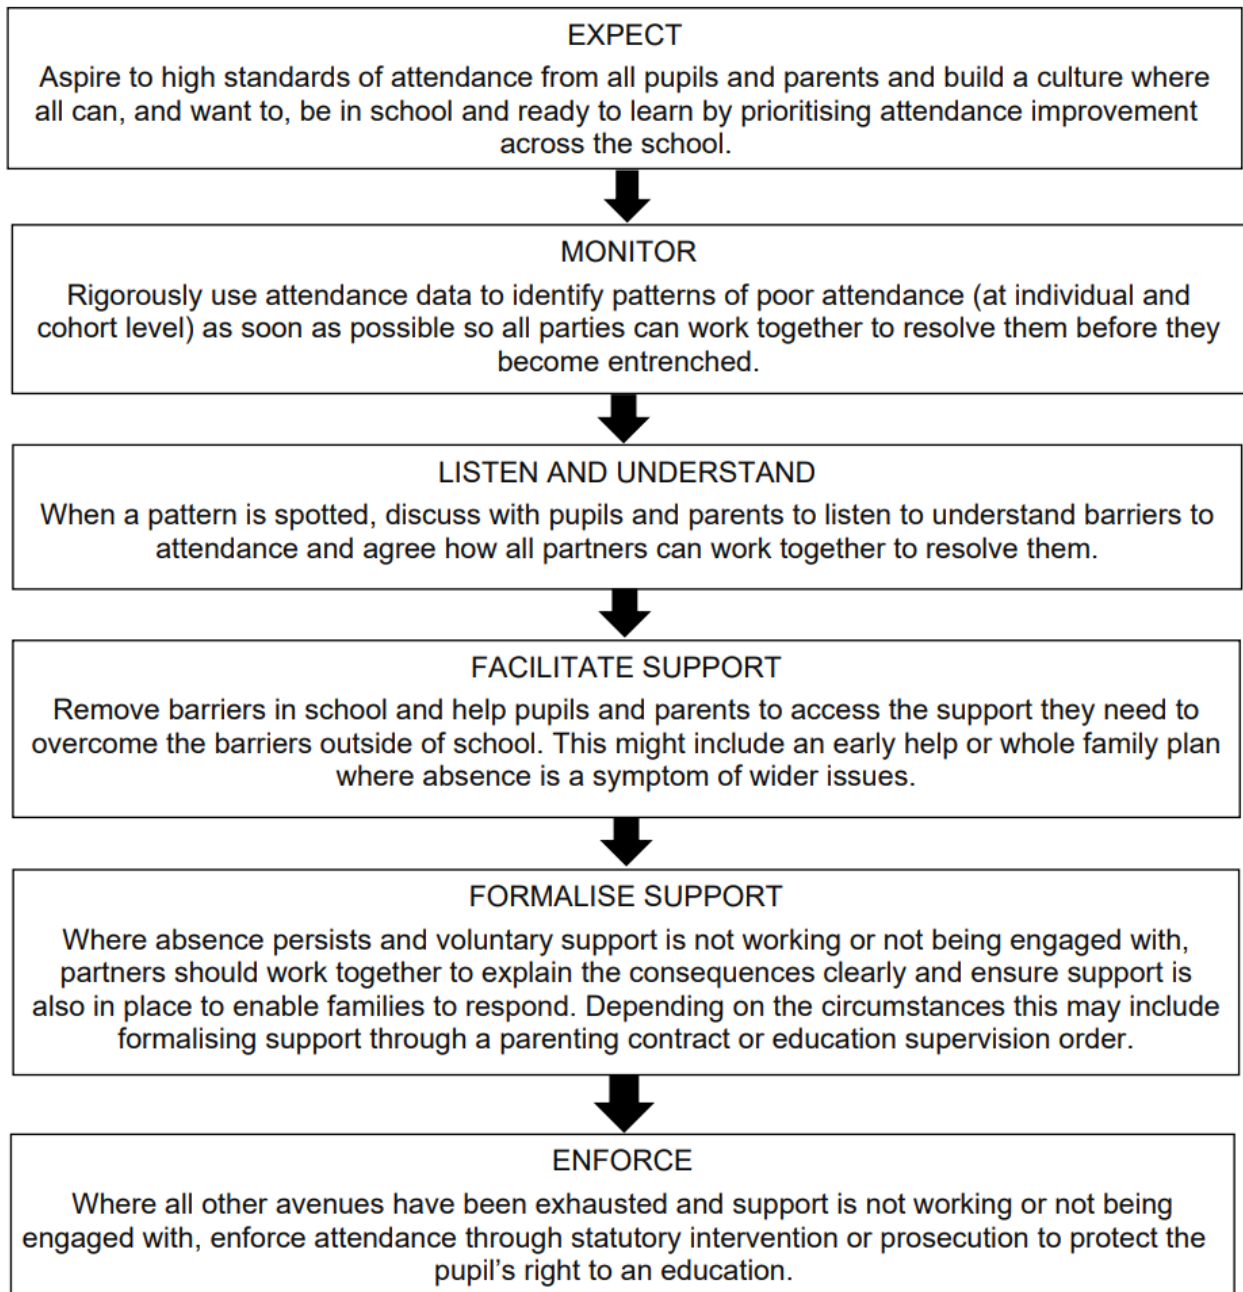 EXPECT
Aspire to high standards of attendance from all pupils and parents and build a culture where
all can, and want to, be in school and ready to learn by prioritising attendance improvement
across the school.
MONITOR
Rigorously use attendance data to identify patterns of poor attendance (at individual and
cohort level) as soon as possible so all parties can work together to resolve them before they
become entrenched.
LISTEN AND UNDERSTAND
When a pattern is spotted, discuss with pupils and parents to listen to understand barriers to
attendance and agree how all partners can work together to resolve them.
FACILITATE SUPPORT
Remove barriers in school and help pupils and parents to access the support they need to
overcome the barriers outside of school. This might include an early help or whole family plan
where absence is a symptom of wider issues.
FORMALISE SUPPORT
Where absence persists and voluntary support is not working or not being engaged with,
partners should work together to explain the consequences clearly and ensure support is
also in place to enable families to respond. Depending on the circumstances this may include
formalising support through a parenting contract or education supervision order.
ENFORCE
Where all other avenues have been exhausted and support is not working or not being
engaged with, enforce attendance through statutory intervention or prosecution to protect the
pupil’s right to an education.